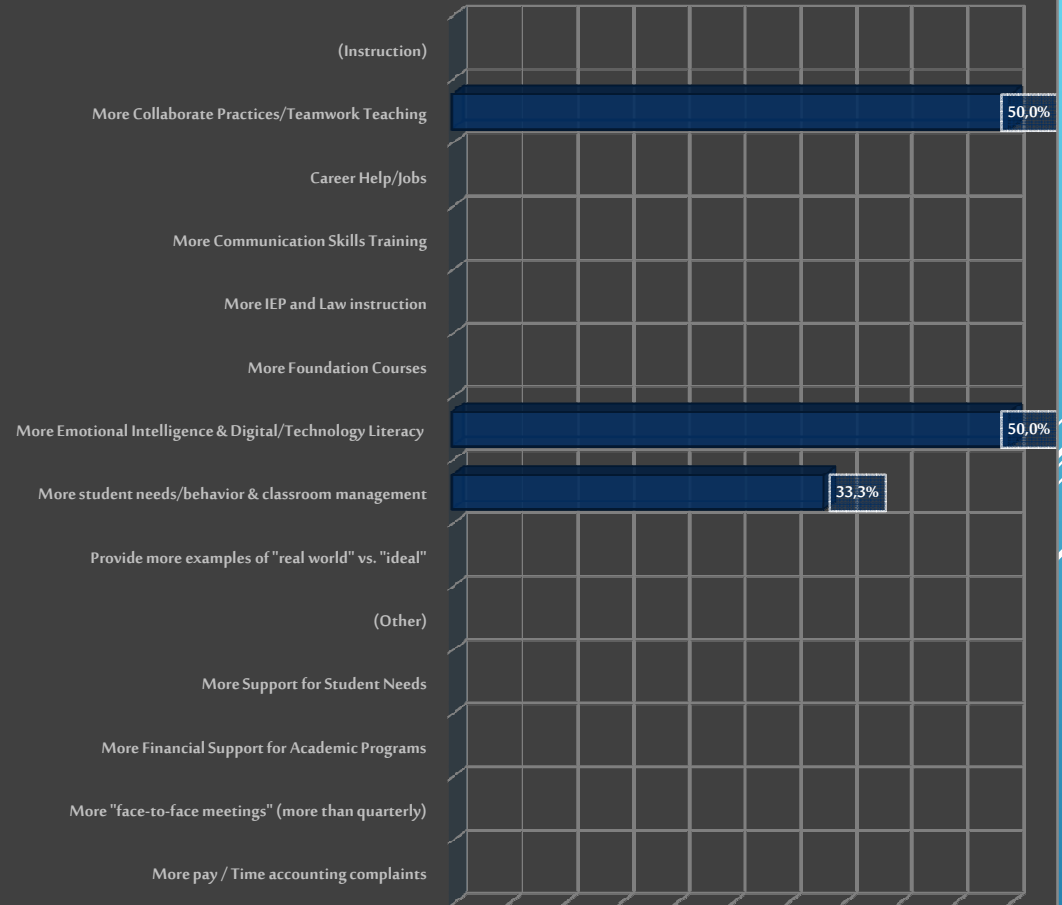 (Instruction)
More Collaborate Practices/Teamwork Teaching
50,0%
Career Help/Jobs
More Communication Skills Training
More IEP and Law instruction
More Foundation Courses
More Emotional Intelligence & Digital/Technology Literacy
50,0%
More student needs/behavior & classroom management
33,3%
Provide more examples of "real world" vs. "ideal"
(Other)
More Support for Student Needs
More Financial Support for Academic Programs
More "face-to-face meetings" (more than quarterly)
More pay / Time accounting complaints